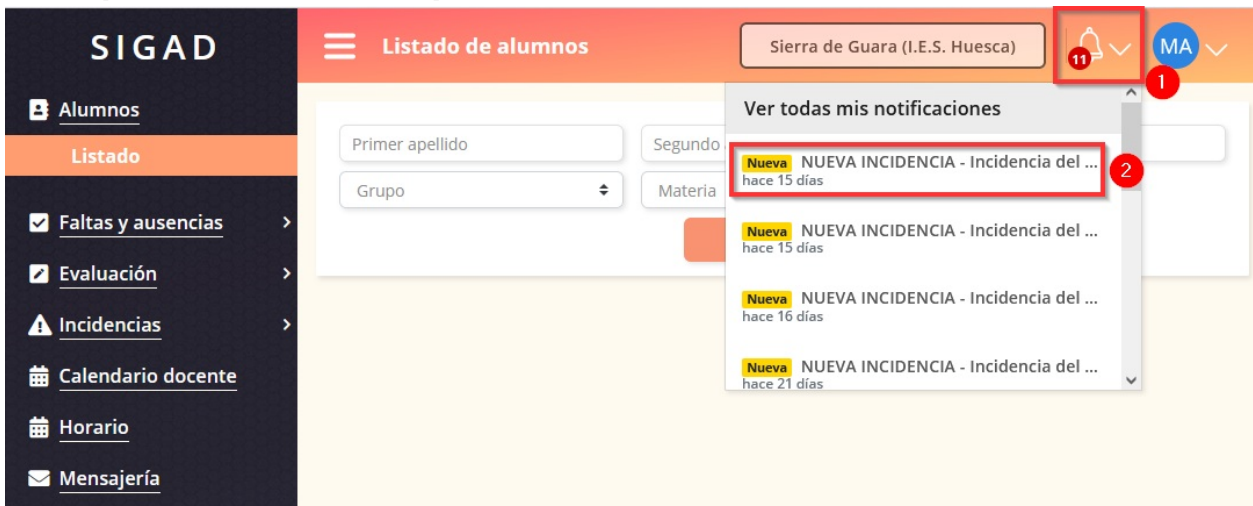 SIGAD
Listado de alumnos
Sierra de Guara (I.E.S. Huesca)
11
MA
1
Alumnos
Listado
Faltas y ausencias
Evaluación
Incidencias
Calendario docente
Horario
Mensajería
Primer apellido
Segundo
Grupo
Materia
Ver todas mis notificaciones
Nueva NUEVA INCIDENCIA - Incidencia del ...
hace 15 días
2
Nueva NUEVA INCIDENCIA - Incidencia del ...
hace 15 días
Nueva NUEVA INCIDENCIA - Incidencia del ...
hace 16 días
Nueva NUEVA INCIDENCIA - Incidencia del ...
hace 21 días